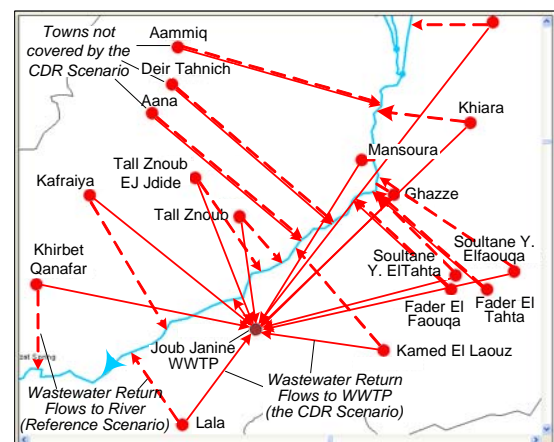 Towns not
covered by the
CDR Scenario
Aammiq
Deir Tahnich
Aana
Khiara
Mansoura
Tall Znoub
EJ Jdide
Kafraiya
Ghazze
Tall Znoub
Khirbet
Qanafar
Soultane
Y. ElTahta
Soultane Y.
Elfaouqa
Fader El
Faouqa
Fader El
Tahta
Joub Janine
WWTP
Kamed El Laouz
Wastewater Return
Flows to River
(Reference Scenario)
Lala
Wastewater Return
Flows to WWTP
(the CDR Scenario)